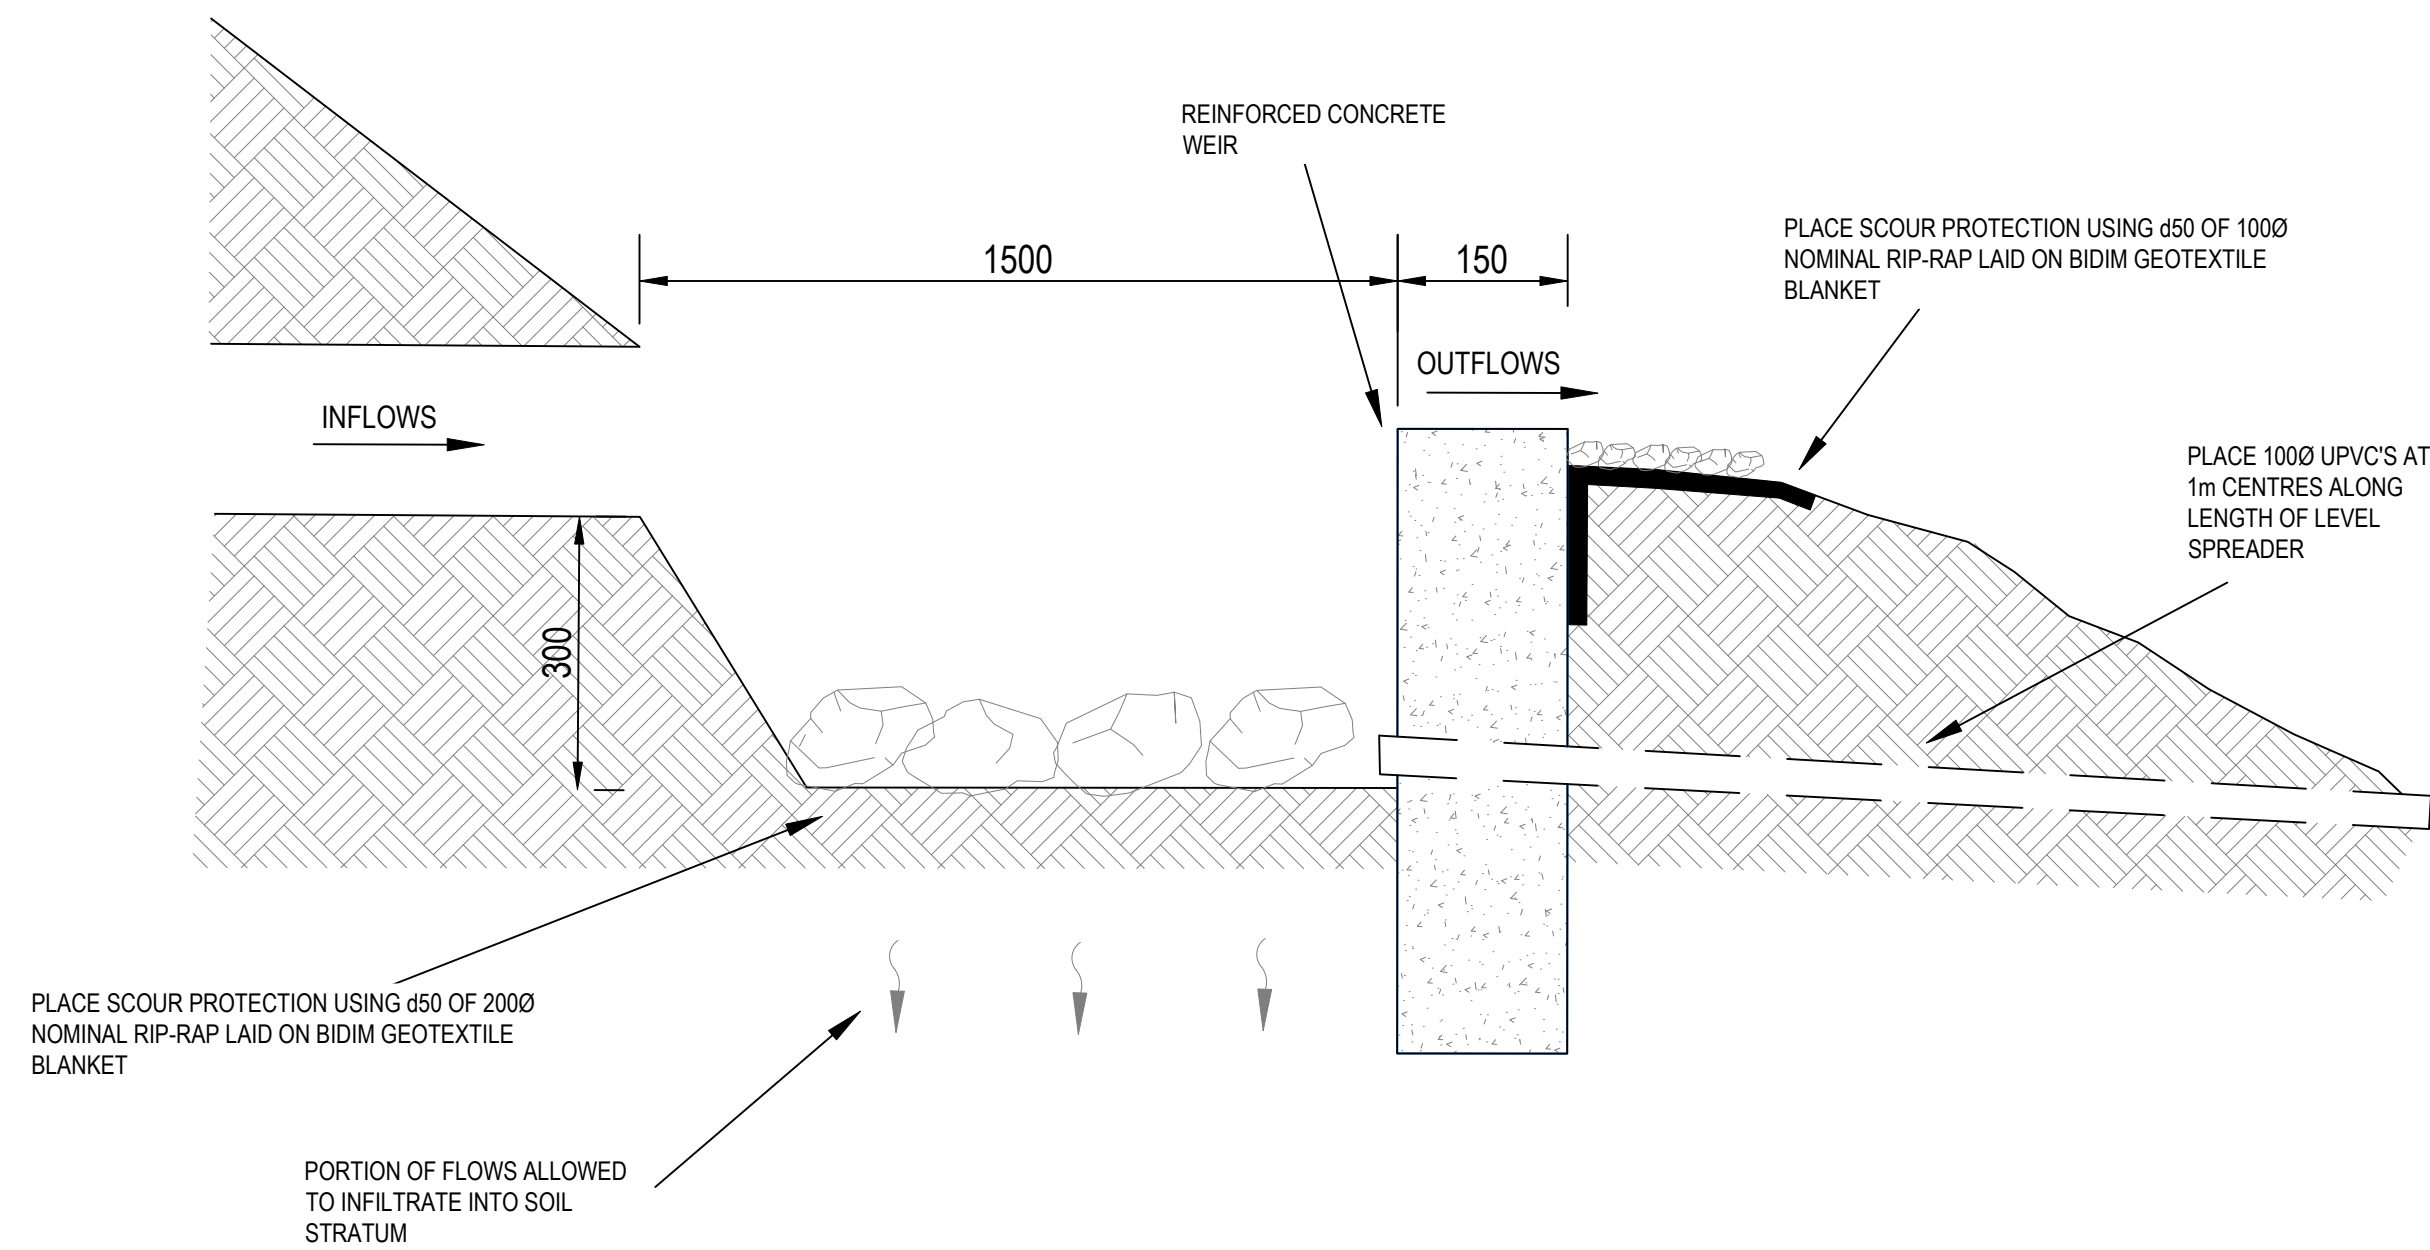 REINFORCED CONCRETE
WEIR
PLACE SCOUR PROTECTION USING d50 OF 100Ø
NOMINAL RIP-RAP LAID ON BIDIM GEOTEXTILE
BLANKET
1500
150
OUTFLOWS
INFLOWS
PLACE 100Ø UPVC'S AT
1m CENTRES ALONG
LENGTH OF LEVEL
SPREADER
300
PLACE SCOUR PROTECTION USING d50 OF 200Ø
NOMINAL RIP-RAP LAID ON BIDIM GEOTEXTILE
BLANKET
PORTION OF FLOWS ALLOWED
TO INFILTRATE INTO SOIL
STRATUM